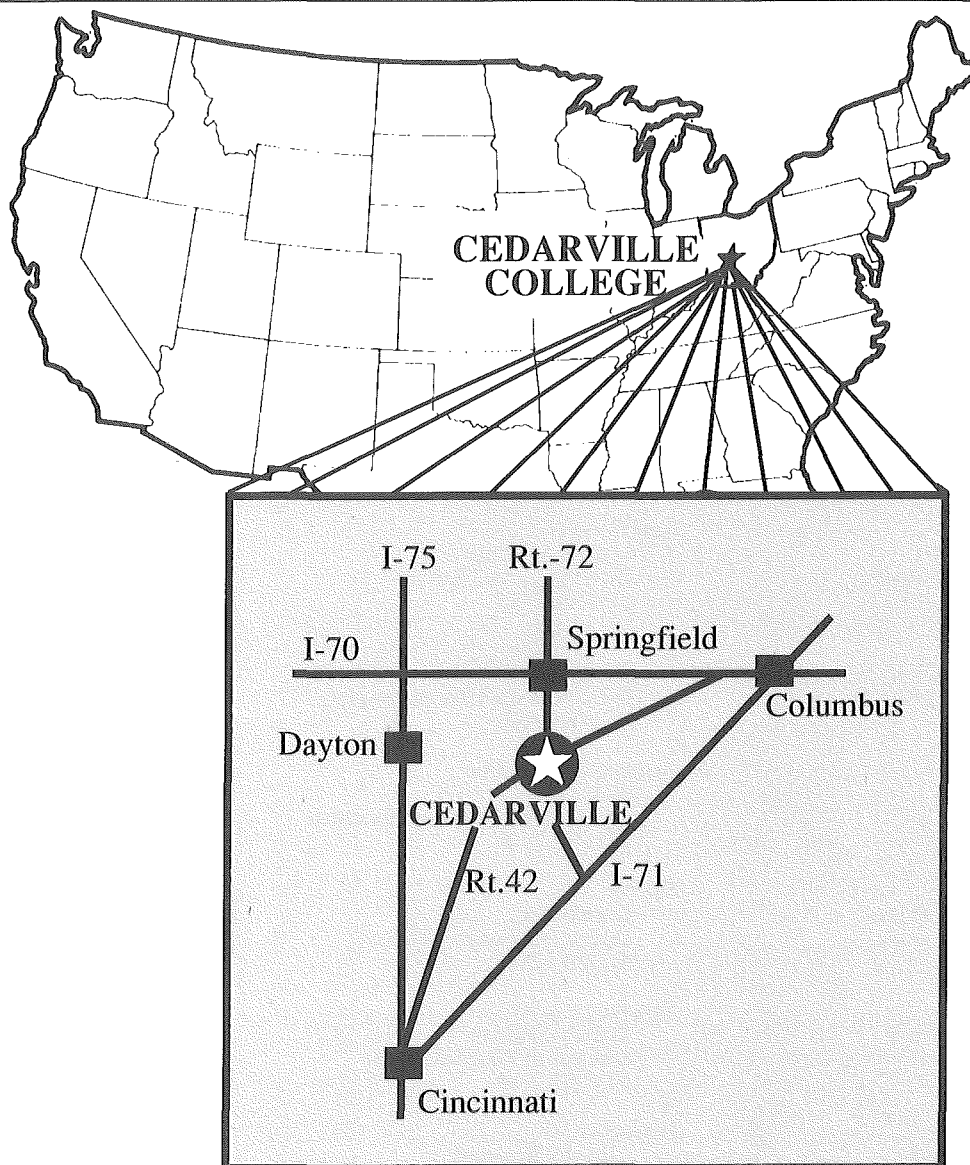 CEDARVILLE
COLLEGE
I-75
Rt.-72
I-70
Springfield
Columbus
Dayton
CEDARVILLE
Rt.42
I-71
Cincinnati